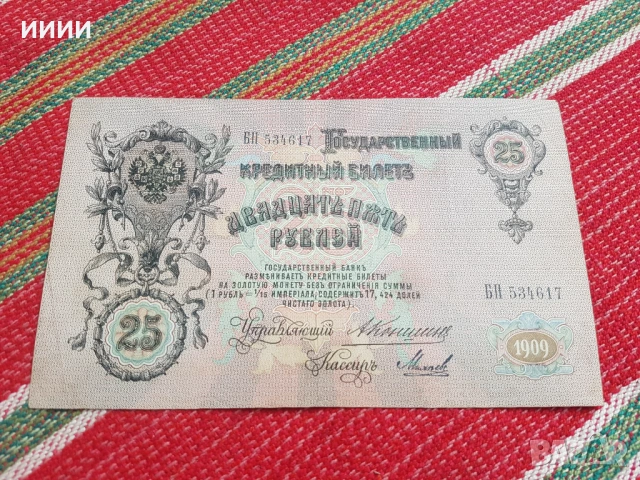 ииии
БП 534617 Государственный 25
Кредитный Билетъ
Двадцать пять
Рублей
Государственный Банкъ
размѣниваетъ кредитные билеты
на золотую монету безъ ограниченія суммы
(1 рубль = 1/15 имперіала, содержитъ 17,424 долей
чистаго золота)
БП 534617
25
Управляющій
Кассиръ
1909